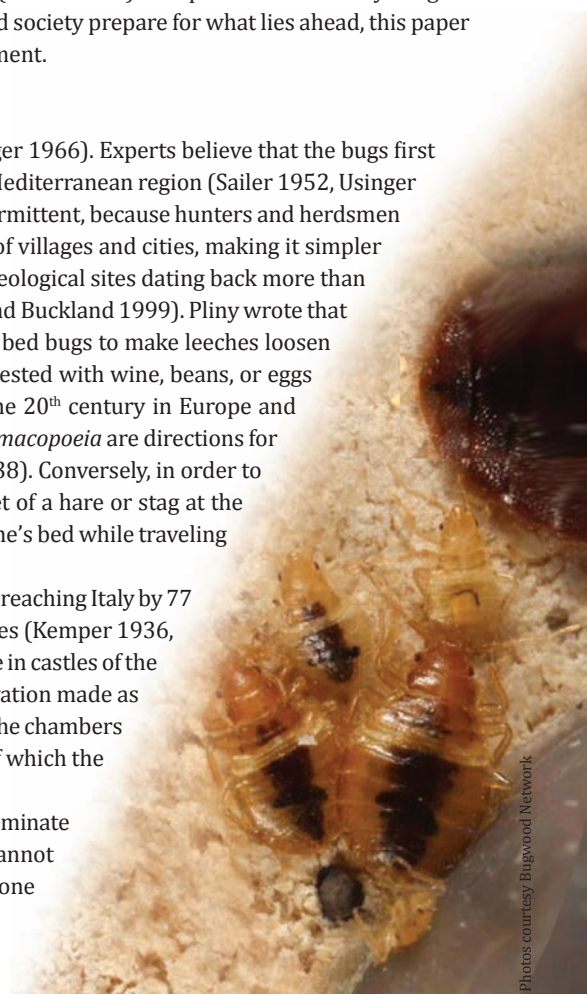 d society prepare for what lies ahead, this paper
ment.
ger 1966). Experts believe that the bugs first
Mediterranean region (Sailer 1952, Usinger
rmittent, because hunters and herdsmen
of villages and cities, making it simpler
eological sites dating back more than
nd Buckland 1999). Pliny wrote that
bed bugs to make leeches loosen
ested with wine, beans, or eggs
he 20th century in Europe and
macopoeia are directions for
38). Conversely, in order to
et of a hare or stag at the
ne's bed while traveling
reaching Italy by 77
es (Kemper 1936,
e in castles of the
ration made as
he chambers
f which the
minate
annot
one
Photos courtesy Bugwood Network